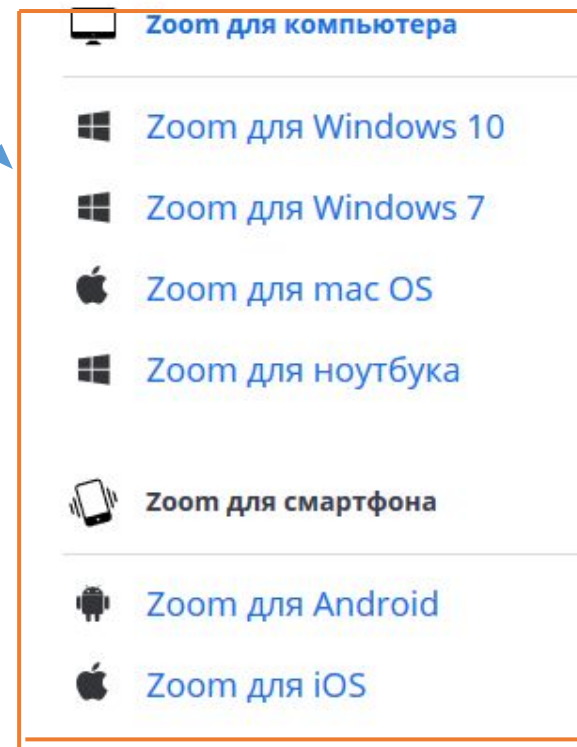 Zoom для компьютера
Zoom для Windows 10
Zoom для Windows 7
Zoom для mac OS
Zoom для ноутбука
Zoom для смартфона
Zoom для Android
Zoom для iOS